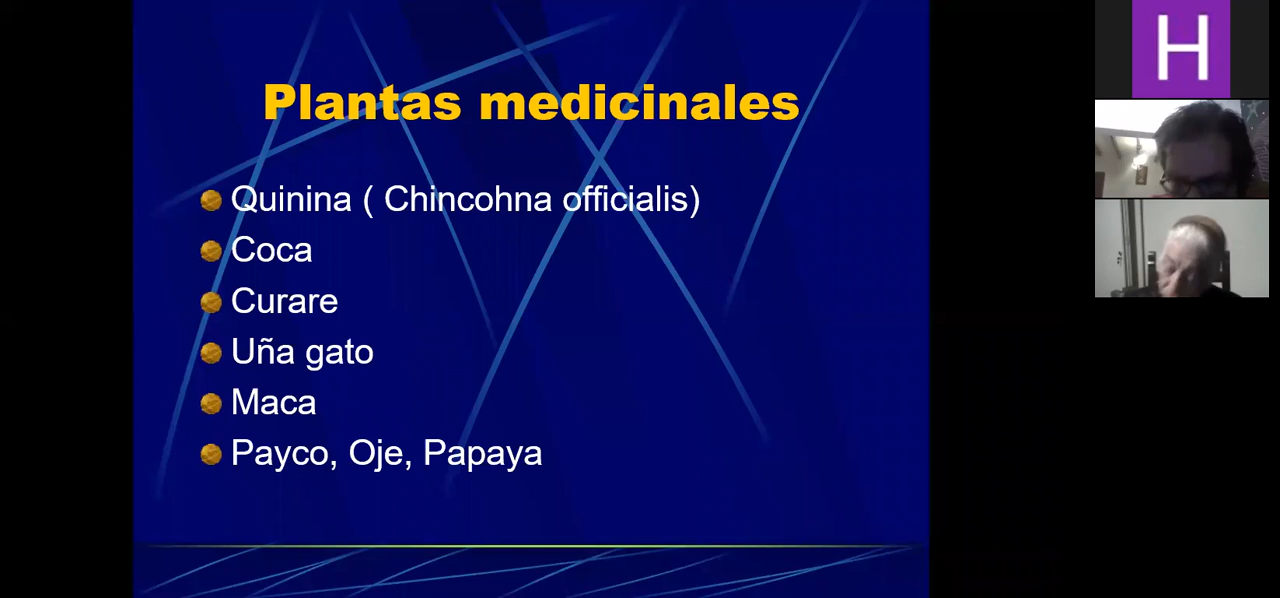 Plantas medicinales
Quinina ( Chincohna officialis)
Coca
Curare
Uña gato
Maca
Payco, Oje, Papaya
H